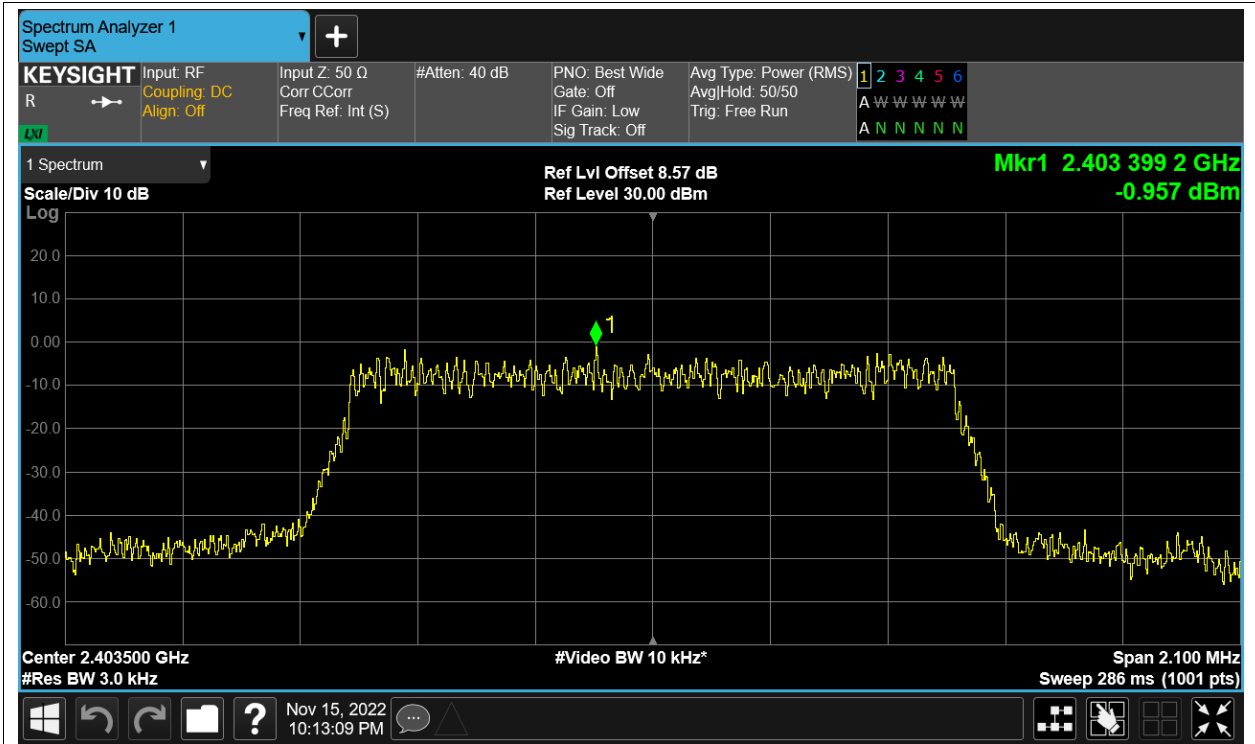 Spectrum Analyzer 1
Swept SA
+
KEYSIGHT
R
LXI
Input: RF
Coupling: DC
Align: Off
Input Z: 50 Ω
Corr CCorr
Freq Ref: Int (S)
#Atten: 40 dB
PNO: Best Wide
Gate: Off
IF Gain: Low
Sig Track: Off
Avg Type: Power (RMS)
Avg|Hold: 50/50
Trig: Free Run
1 2 3 4 5 6
A W W W W W
A N N N N N
1 Spectrum
Scale/Div 10 dB
Log
Ref Lvl Offset 8.57 dB
Ref Level 30.00 dBm
Mkr1 2.403 399 2 GHz
-0.957 dBm
20.0
10.0
0.00
-10.0
-20.0
-30.0
-40.0
-50.0
-60.0
1
Center 2.403500 GHz
#Res BW 3.0 kHz
#Video BW 10 kHz*
Span 2.100 MHz
Sweep 286 ms (1001 pts)
?
Nov 15, 2022
10:13:09 PM